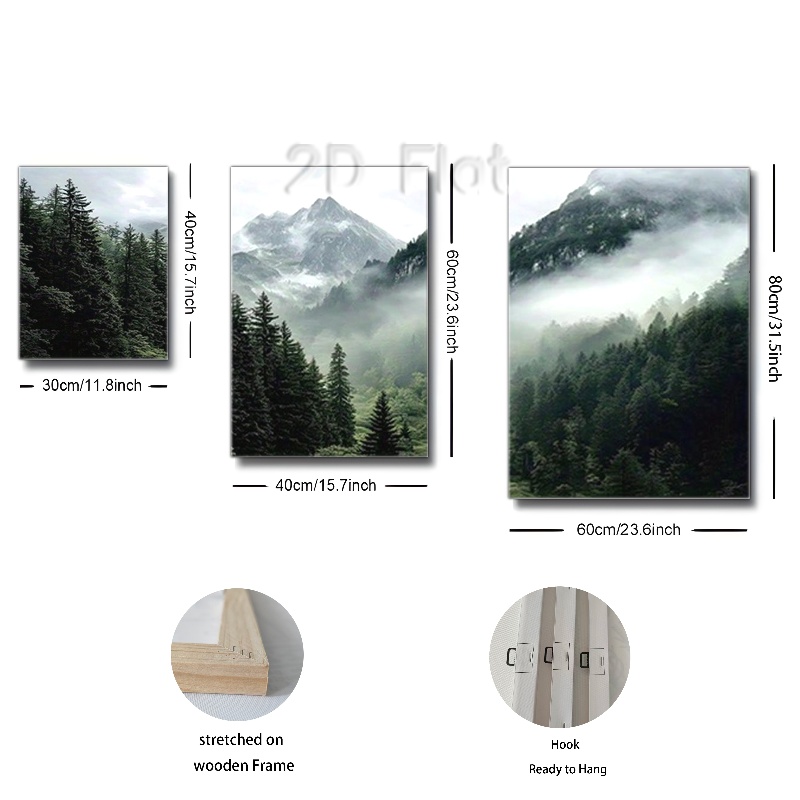 2D Flat
40cm/15.7inch
30cm/11.8inch
60cm/23.6inch
40cm/15.7inch
80cm/31.5inch
60cm/23.6inch
stretched on
wooden Frame
Hook
Ready to Hang